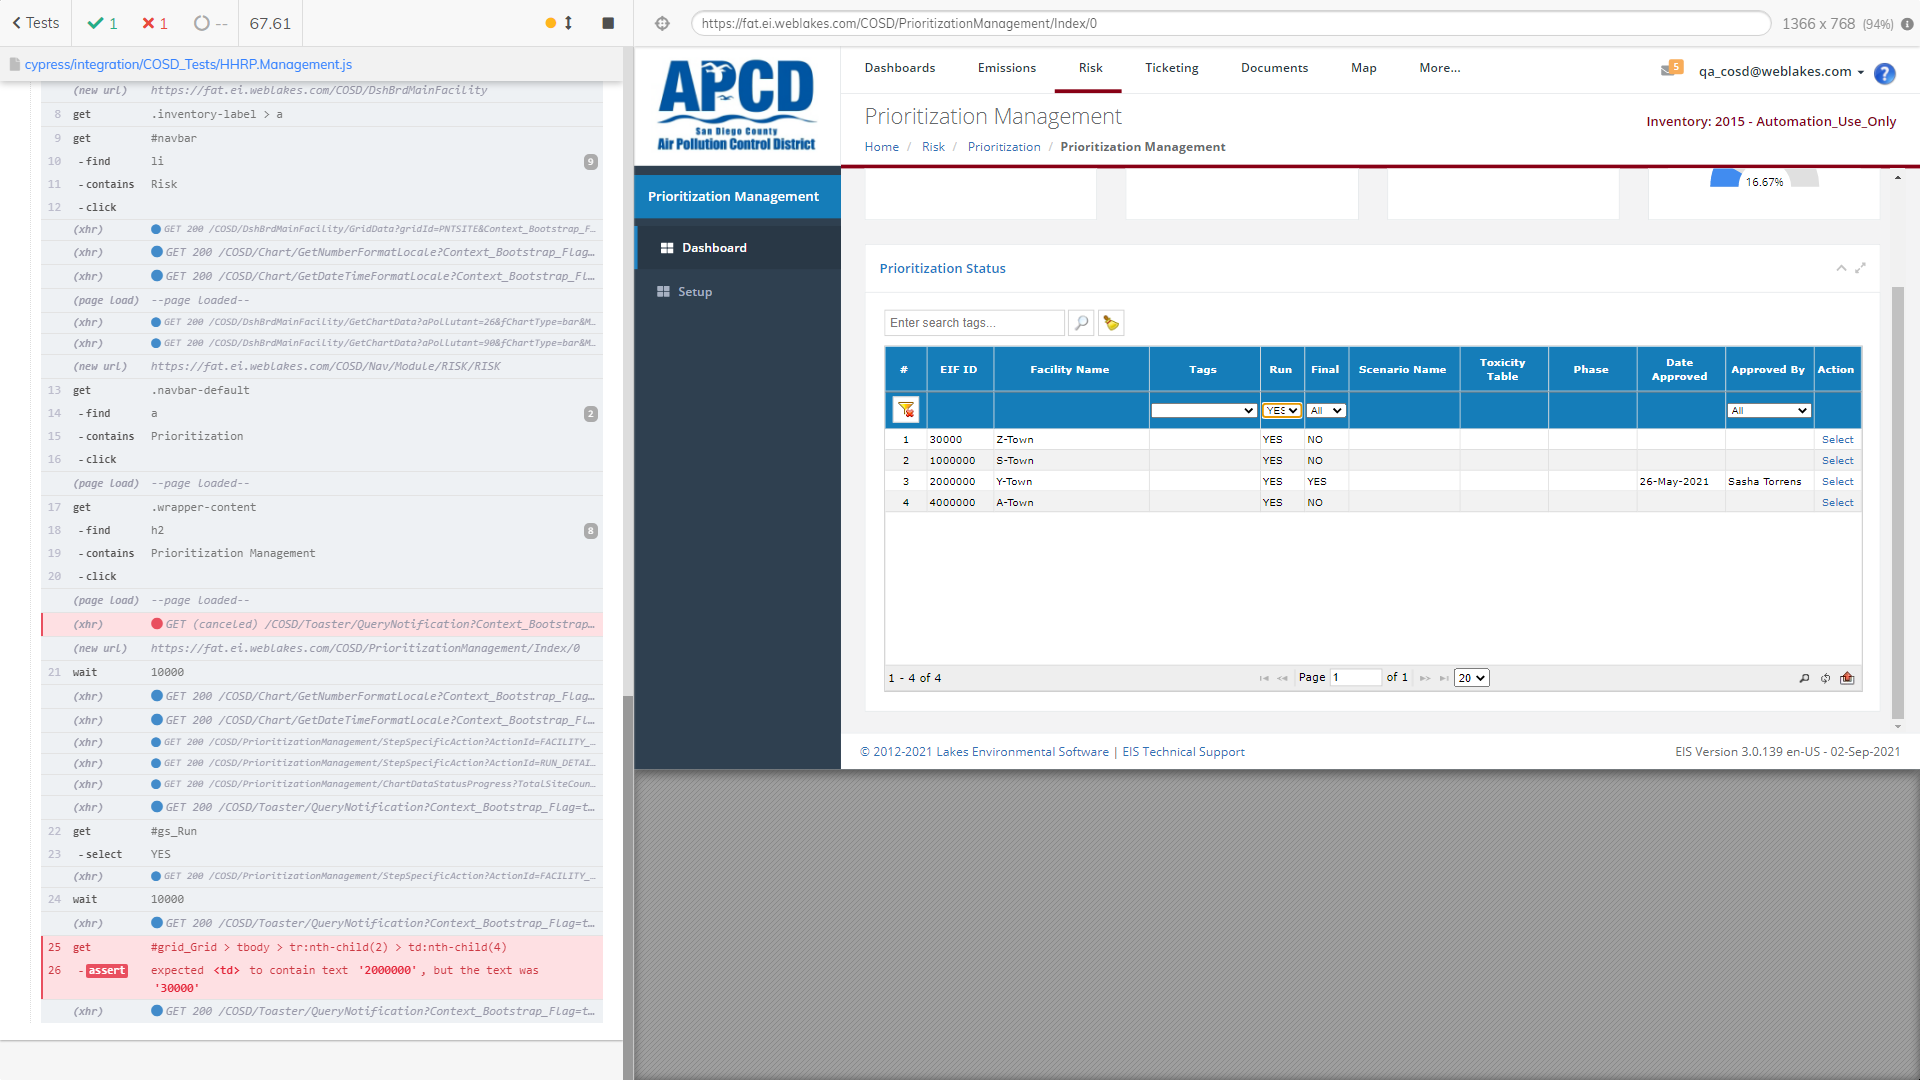 Tests
1
1
--
67.61
cypress/integration/COSD_Tests/HHRP.Management.js
(new url) https://fat.ei.weblakes.com/COSD/DshBrdMainFacility
8 get .inventory-label > a
9 get #navbar
10 -find li 9
11 -contains Risk
12 -click
(xhr) GET 200 /COSD/DshBrdMainFacility/GridData?gridId=PNTSITE&Context_Bootstrap_F...
(xhr) GET 200 /COSD/Chart/GetNumberFormatLocale?Context_Bootstrap_Flag...
(xhr) GET 200 /COSD/Chart/GetDateTimeFormatLocale?Context_Bootstrap_Fl...
(page load) --page loaded--
(xhr) GET 200 /COSD/DshBrdMainFacility/GetChartData?aPollutant=26&fChartType=bar&M...
(xhr) GET 200 /COSD/DshBrdMainFacility/GetChartData?aPollutant=90&fChartType=bar&M...
(new url) https://fat.ei.weblakes.com/COSD/Nav/Module/RISK/RISK
13 get .navbar-default
14 -find a 2
15 -contains Prioritization
16 -click
(page load) --page loaded--
17 get .wrapper-content
18 -find h2 8
19 -contains Prioritization Management
20 -click
(page load) --page loaded--
(xhr) GET (canceled) /COSD/Toaster/QueryNotification?Context_Bootstrap...
(new url) https://fat.ei.weblakes.com/COSD/PrioritizationManagement/Index/0
21 wait 10000
(xhr) GET 200 /COSD/Chart/GetNumberFormatLocale?Context_Bootstrap_Flag...
(xhr) GET 200 /COSD/Chart/GetDateTimeFormatLocale?Context_Bootstrap_Fl...
(xhr) GET 200 /COSD/PrioritizationManagement/StepSpecificAction?ActionId=FACILITY_...
(xhr) GET 200 /COSD/PrioritizationManagement/StepSpecificAction?ActionId=RUN_DETAI...
(xhr) GET 200 /COSD/PrioritizationManagement/ChartDataStatusProgress?TotalSiteCoun...
(xhr) GET 200 /COSD/Toaster/QueryNotification?Context_Bootstrap_Flag=t...
22 get #gs_Run
23 -select YES
(xhr) GET 200 /COSD/PrioritizationManagement/StepSpecificAction?ActionId=FACILITY_...
24 wait 10000
(xhr) GET 200 /COSD/Toaster/QueryNotification?Context_Bootstrap_Flag=t...
25 get #grid_Grid > tbody > tr:nth-child(2) > td:nth-child(4)
26 -assert expected <td> to contain text '2000000', but the text was
'30000'
(xhr) GET 200 /COSD/Toaster/QueryNotification?Context_Bootstrap_Flag=t...
https://fat.ei.weblakes.com/COSD/PrioritizationManagement/Index/0
1366 x 768 (94%)
APCD
San Diego County
Air Pollution Control District
Dashboards Emissions Risk Ticketing Documents Map More...
5 qa_cosd@weblakes.com ?
Prioritization Management
Inventory: 2015 - Automation_Use_Only
Home / Risk / Prioritization / Prioritization Management
Prioritization Management
Dashboard
Setup
16.67%
Prioritization Status
Enter search tags...
# EIF ID Facility Name Tags Run Final Scenario Name Toxicity Table Phase Date Approved Approved By Action
YES All All
1 30000 Z-Town YES NO Select
2 1000000 S-Town YES NO Select
3 2000000 Y-Town YES YES 26-May-2021 Sasha Torrens Select
4 4000000 A-Town YES NO Select
1 - 4 of 4 Page 1 of 1 20
© 2012-2021 Lakes Environmental Software | EIS Technical Support
EIS Version 3.0.139 en-US - 02-Sep-2021